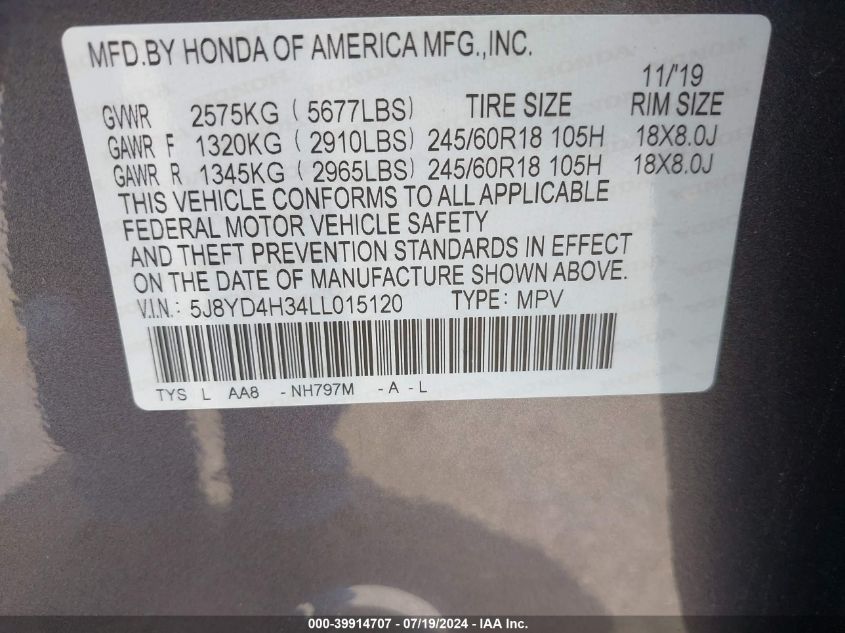 MFD.BY HONDA OF AMERICA MFG.,INC.
11/'19
GVWR 2575KG ( 5677LBS) TIRE SIZE RIM SIZE
GAWR F 1320KG ( 2910LBS) 245/60R18 105H 18X8.0J
GAWR R 1345KG ( 2965LBS) 245/60R18 105H 18X8.0J
THIS VEHICLE CONFORMS TO ALL APPLICABLE
FEDERAL MOTOR VEHICLE SAFETY
AND THEFT PREVENTION STANDARDS IN EFFECT
ON THE DATE OF MANUFACTURE SHOWN ABOVE.
V.I.N.: 5J8YD4H34LL015120 TYPE: MPV
TYS L AA8 - NH797M - A - L
000-39914707 - 07/19/2024 - IAA Inc.